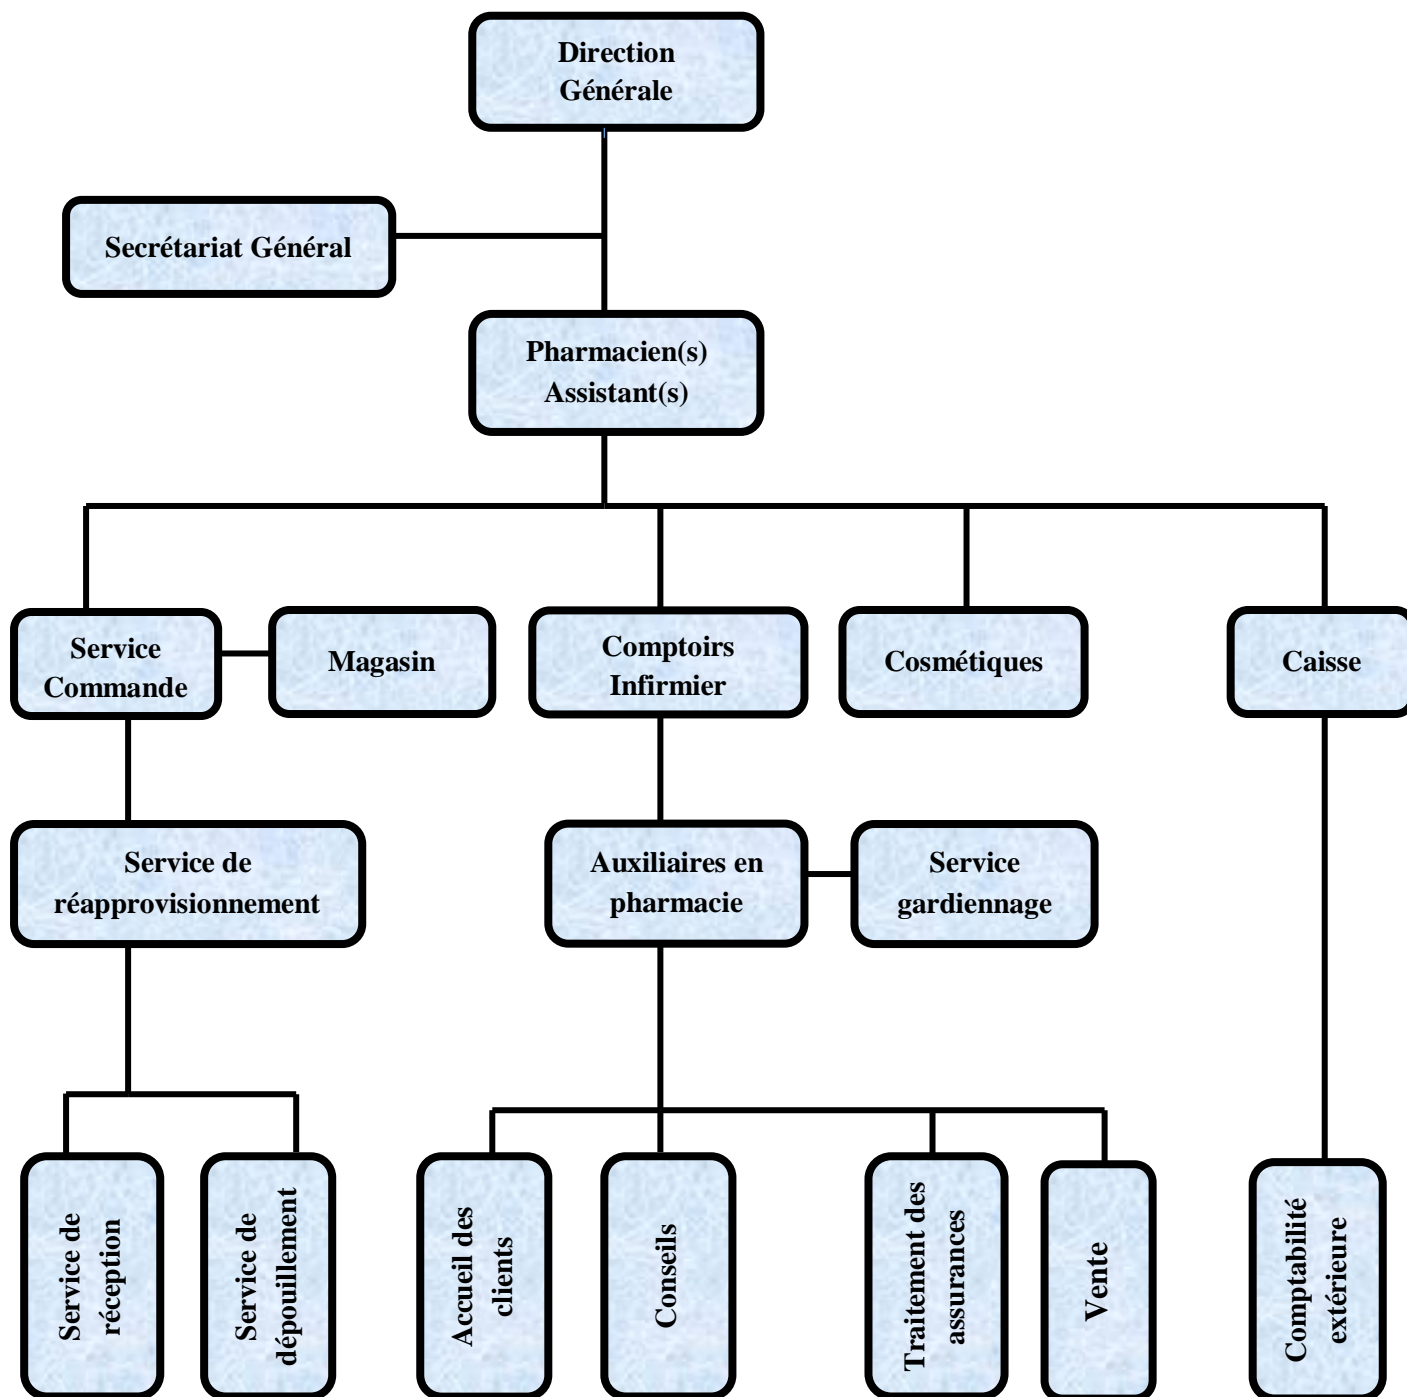 Direction
Générale
Secrétariat Général
Pharmacien(s)
Assistant(s)
Service
Commande
Magasin
Comptoirs
Infirmier
Cosmétiques
Caisse
Service de
réapprovisionnement
Auxiliaires en
pharmacie
Service
gardiennage
Service de
réception
Service de
dépouillement
Accueil des
clients
Conseils
Traitement des
assurances
Vente
Comptabilité
extérieure